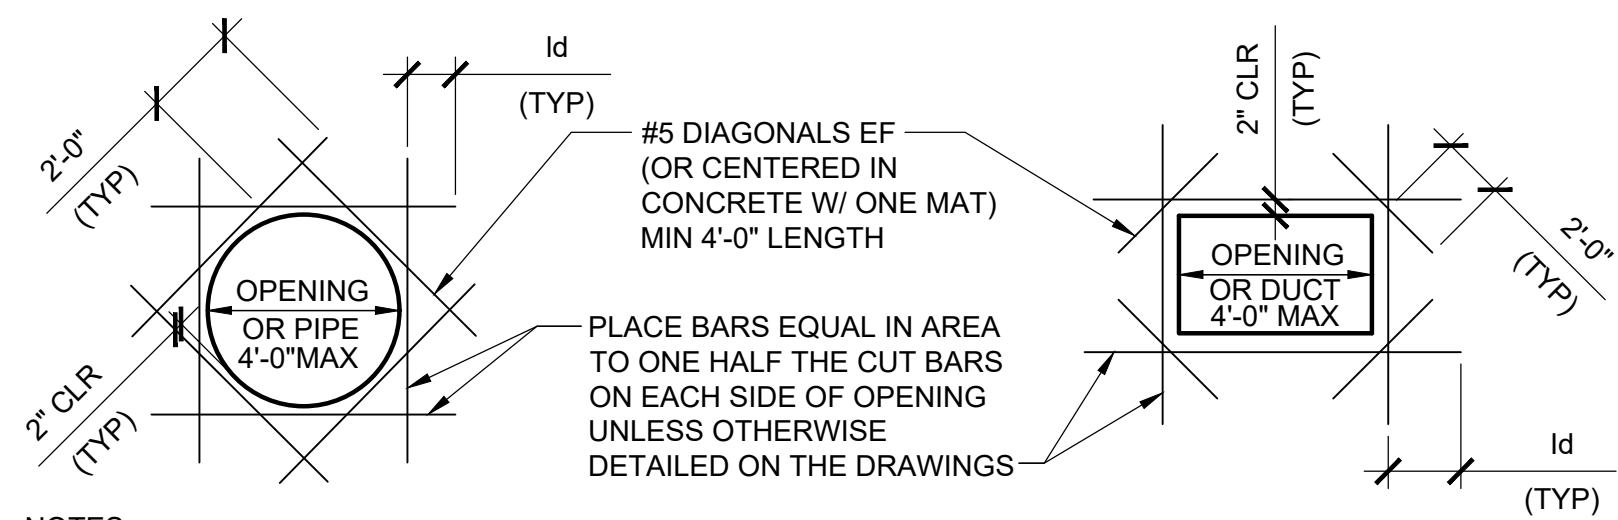 2'-0"
(TYP)
ld
(TYP)
#5 DIAGONALS EF
(OR CENTERED IN
CONCRETE W/ ONE MAT)
MIN 4'-0" LENGTH
2" CLR
(TYP)
2'-0"
(TYP)
OPENING
OR PIPE
4'-0"MAX
2" CLR
(TYP)
PLACE BARS EQUAL IN AREA
TO ONE HALF THE CUT BARS
ON EACH SIDE OF OPENING
UNLESS OTHERWISE
DETAILED ON THE DRAWINGS
OPENING
OR DUCT
4'-0" MAX
ld
(TYP)
NOTES